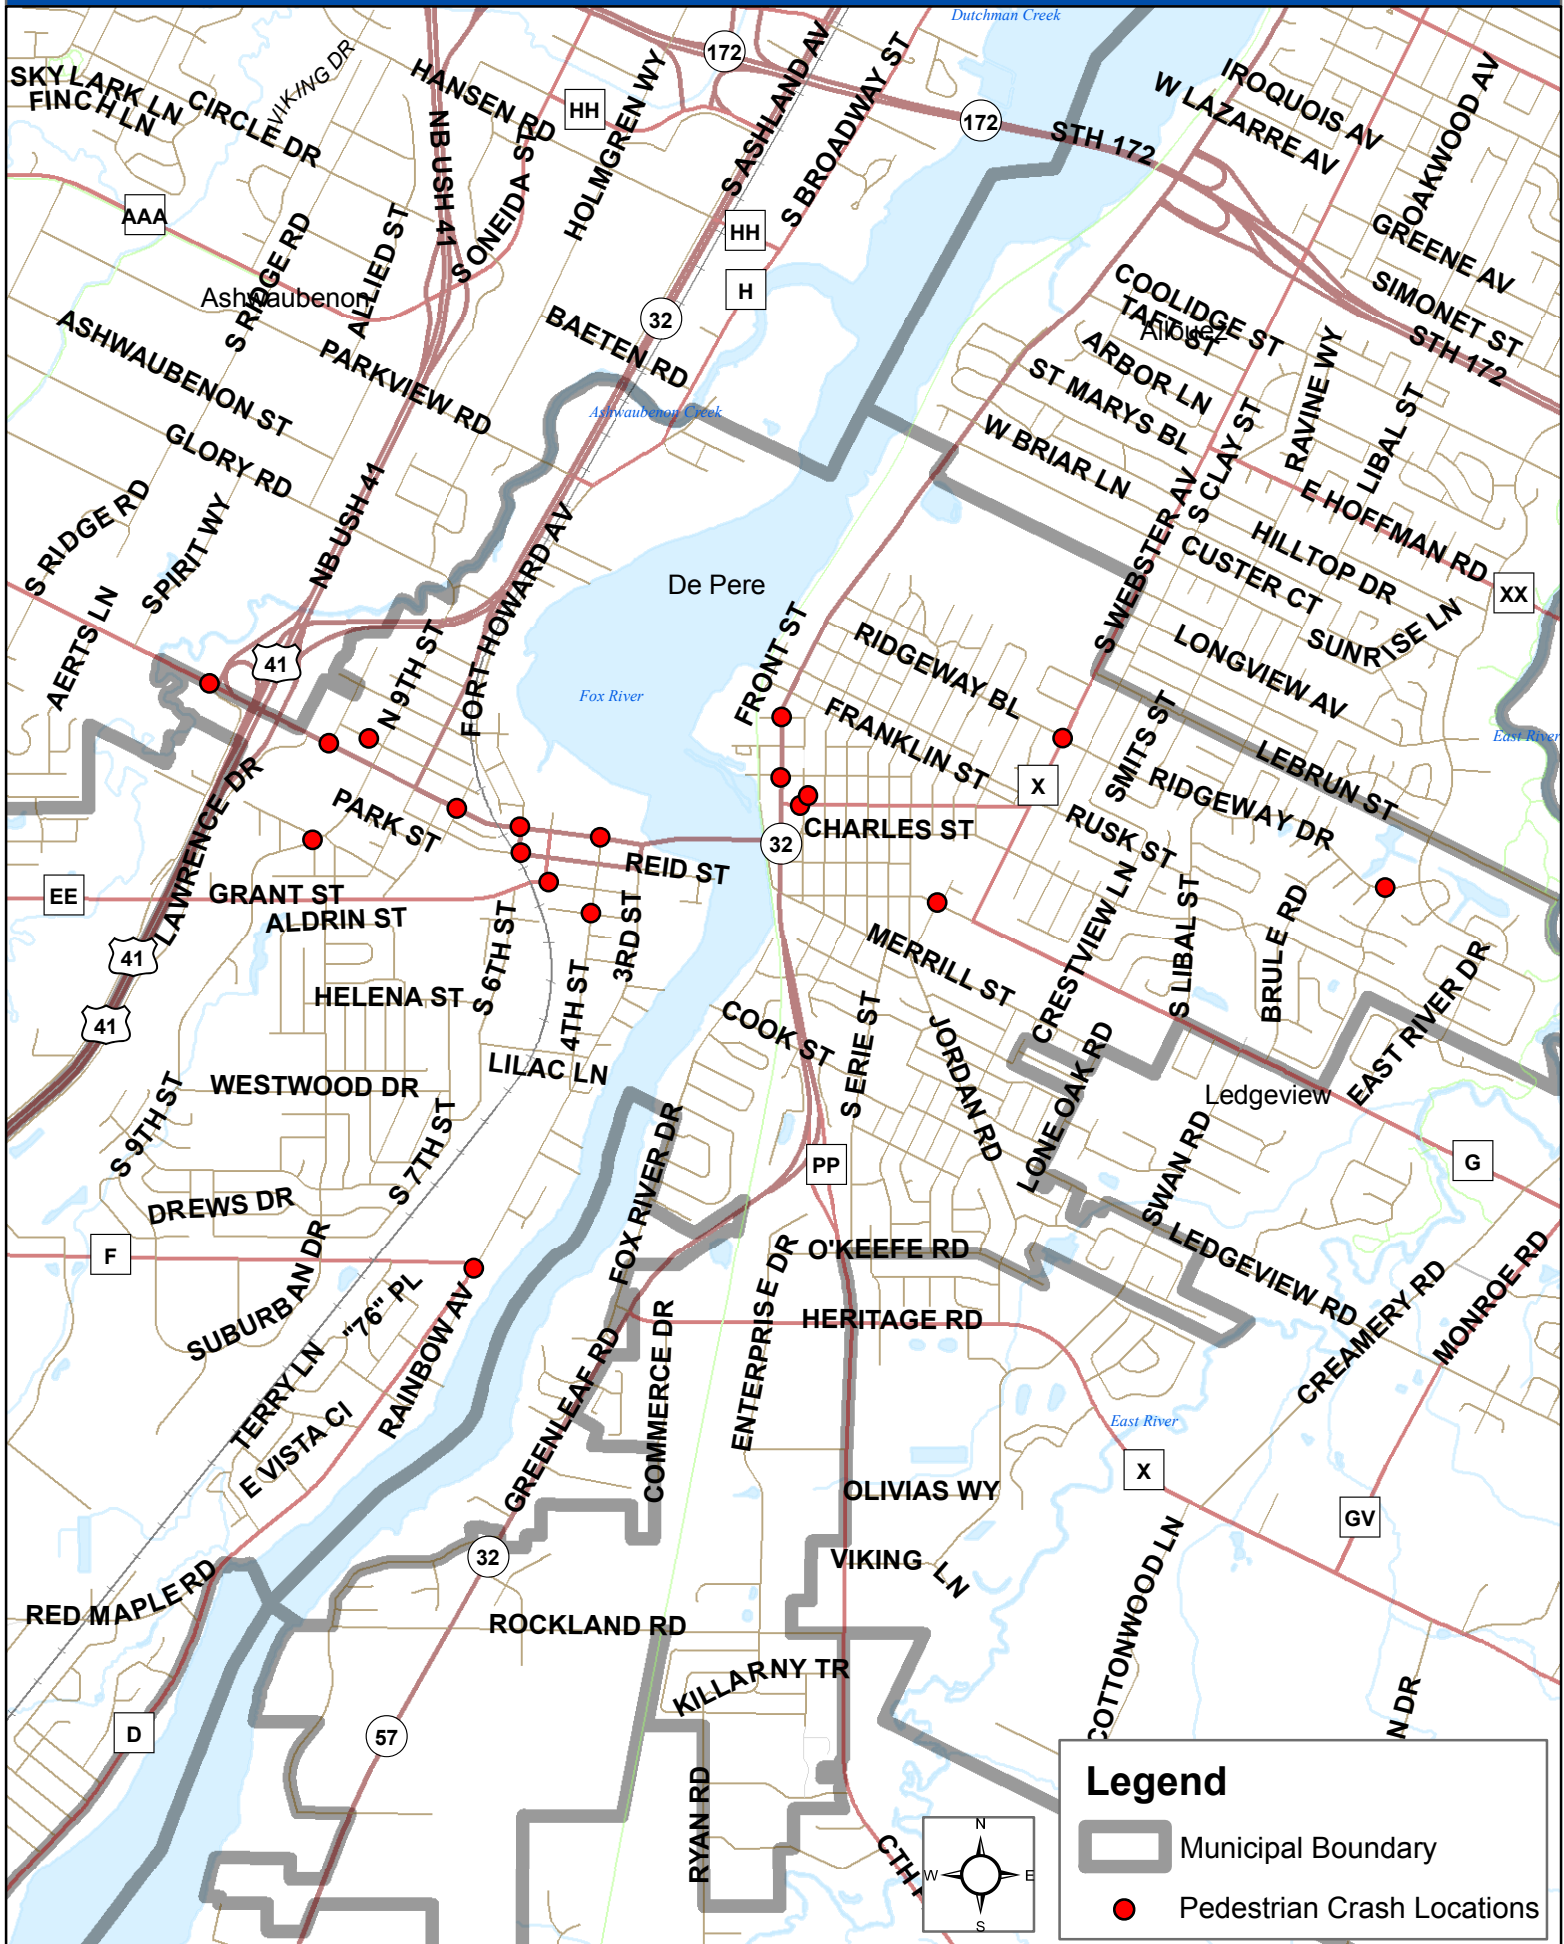 Dutchman Creek
172
S ASHLAND AV
S BROADWAY ST
SKYLARK LN
FINCH LN
CIRCLE DR
VIKING DR
HANSEN RD
HH
HOLMGREN WY
172
STH 172
IROQUOIS AV
W LAZARRE AV
OAKWOOD AV
NB USH 41
S ONEIDA ST
AAA
HH
H
GREENE AV
S RIDGE RD
ALLIED ST
Ashwaubenon
32
COOLIDGE ST
TAFT ST
Allouez
SIMONET ST
STH 172
ASHWAUBENON ST
PARKVIEW RD
BAETEN RD
ARBOR LN
ST MARYS BL
RAVINE WY
LIBAL ST
Ashwaubenon Creek
GLORY RD
W BRIAR LN
S CLAY ST
E HOFFMAN RD
S RIDGE RD
SPIRIT WY
NB USH 41
FORT HOWARD AV
S WEBSTER AV
HILLTOP DR
CUSTER CT
XX
De Pere
AERTS LN
N 9TH ST
FRONT ST
RIDGEWAY BL
SUNRISE LN
LONGVIEW AV
41
Fox River
FRANKLIN ST
SMITS ST
East River
LEBRUN ST
X
RIDGEWAY DR
LAWRENCE DR
PARK ST
CHARLES ST
32
RUSK ST
REID ST
EE
GRANT ST
ALDRIN ST
S 6TH ST
3RD ST
CRESTVIEW LN
S LIBAL ST
BRULE RD
41
MERRILL ST
EAST RIVER DR
HELENA ST
4TH ST
41
COOK ST
S ERIE ST
JORDAN RD
LONE OAK RD
LILAC LN
WESTWOOD DR
Ledgeview
S 9TH ST
S 7TH ST
FOX RIVER DR
PP
SWAN RD
G
DREWS DR
F
SUBURBAN DR
O'KEEFE RD
LEDGEVIEW RD
CREAMERY RD
MONROE RD
"76" PL
RAINBOW AV
ENTERPRISE DR
HERITAGE RD
TERRY LN
E VISTA CI
GREENLEAF RD
COMMERCE DR
East River
X
OLIVIAS WY
GV
32
VIKING LN
COTTONWOOD LN
RED MAPLE RD
ROCKLAND RD
KILLARNY TR
D
57
N DR
RYAN RD
CTH
Legend
N
W
E
S
Municipal Boundary
Pedestrian Crash Locations